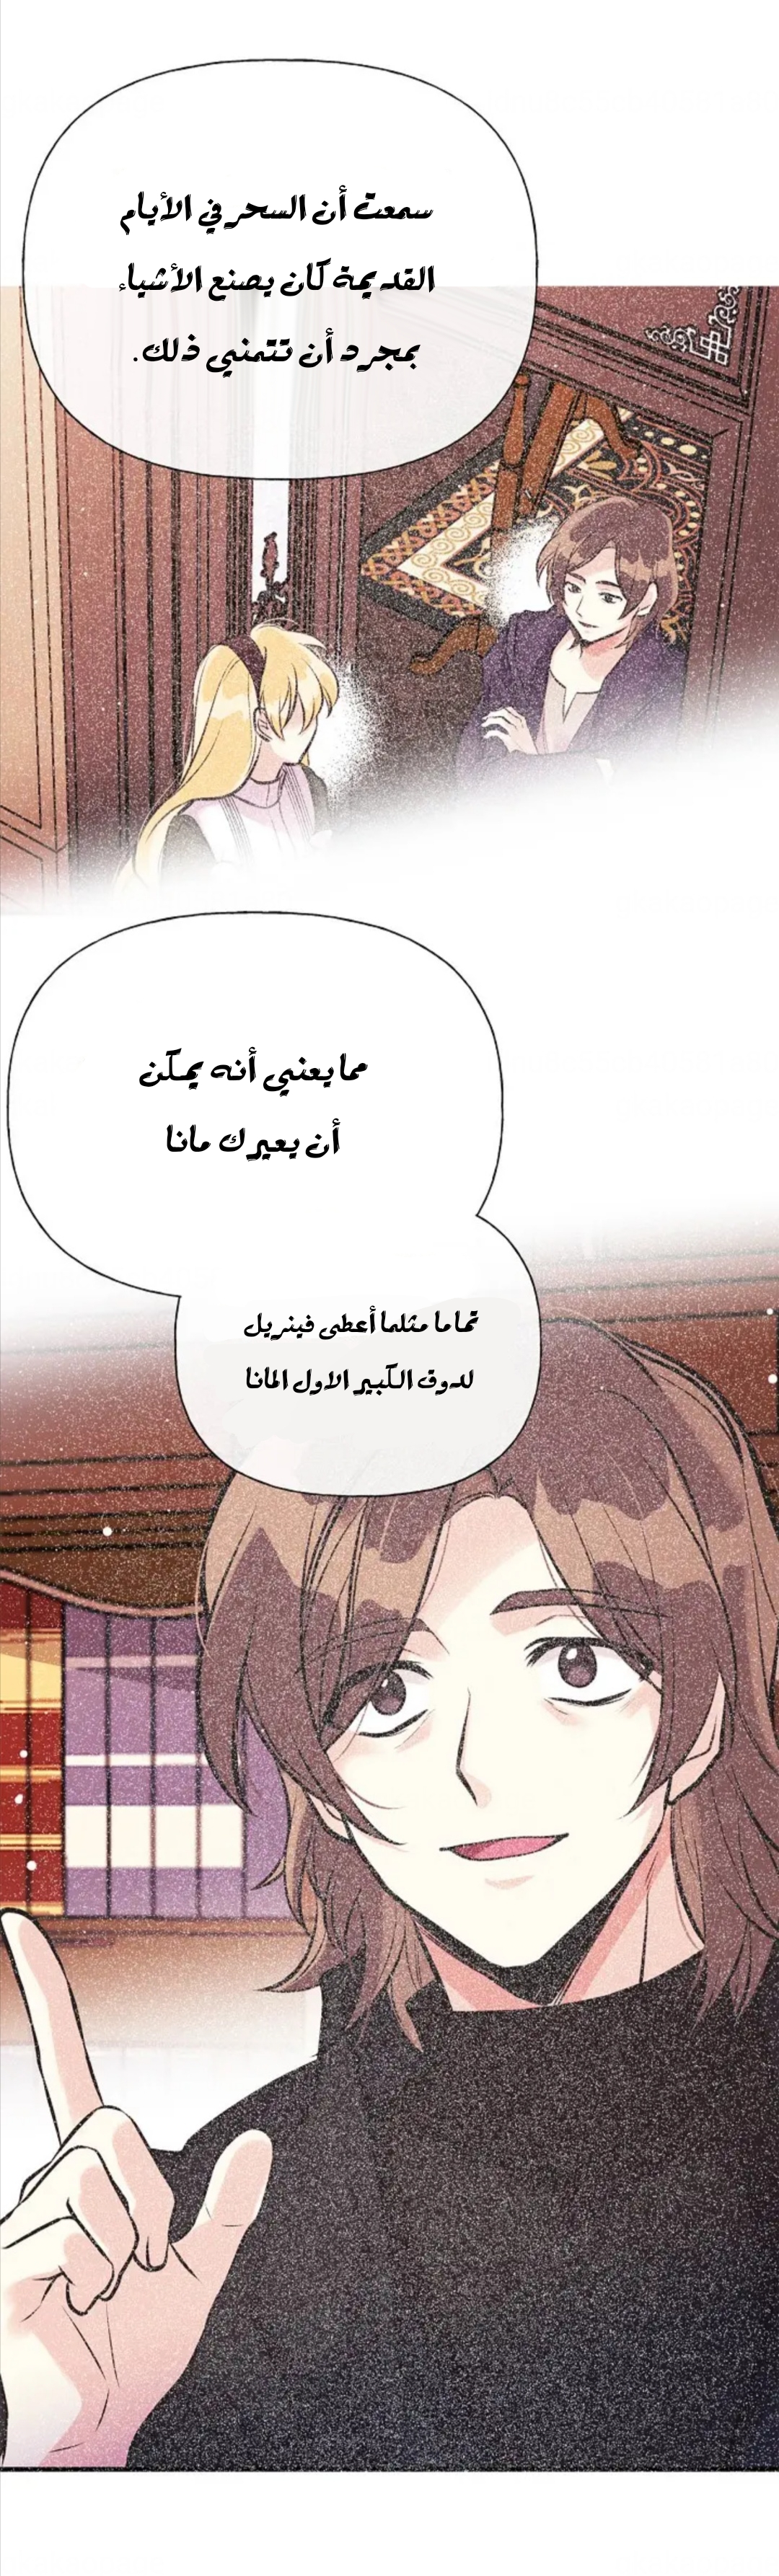 سمعت أن السحر في الأيام
القديمة كان يصنع الأشياء
بمجرد أن تتمنى ذلك.
مما يعني أنه يمكن
أن يعيرك مانا
تماما مثلما أعطى فينريل
لدوق الكبير الاول المانا